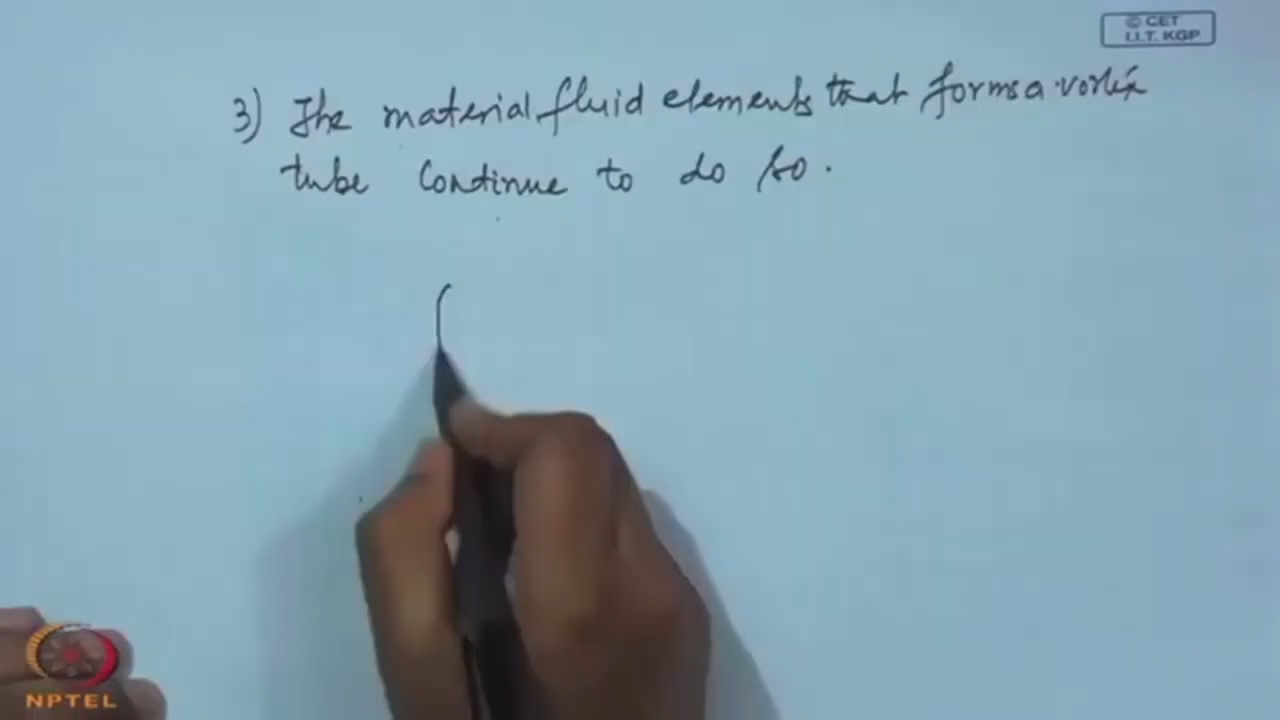 © CET
I.I.T. KGP
3) The material fluid elements that forms a vortex
tube continue to do so.
NPTEL